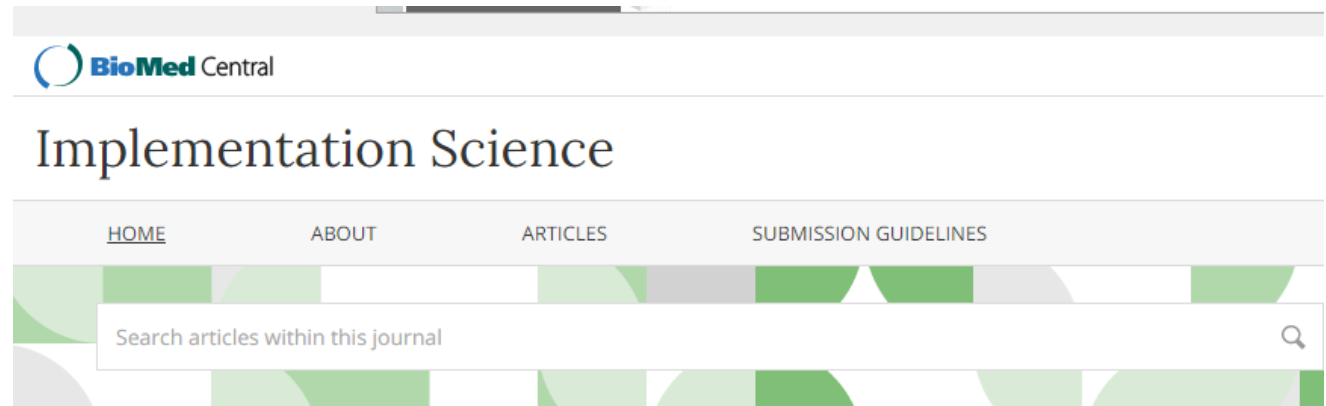 BioMed Central
Implementation Science
HOME ABOUT ARTICLES SUBMISSION GUIDELINES
Search articles within this journal